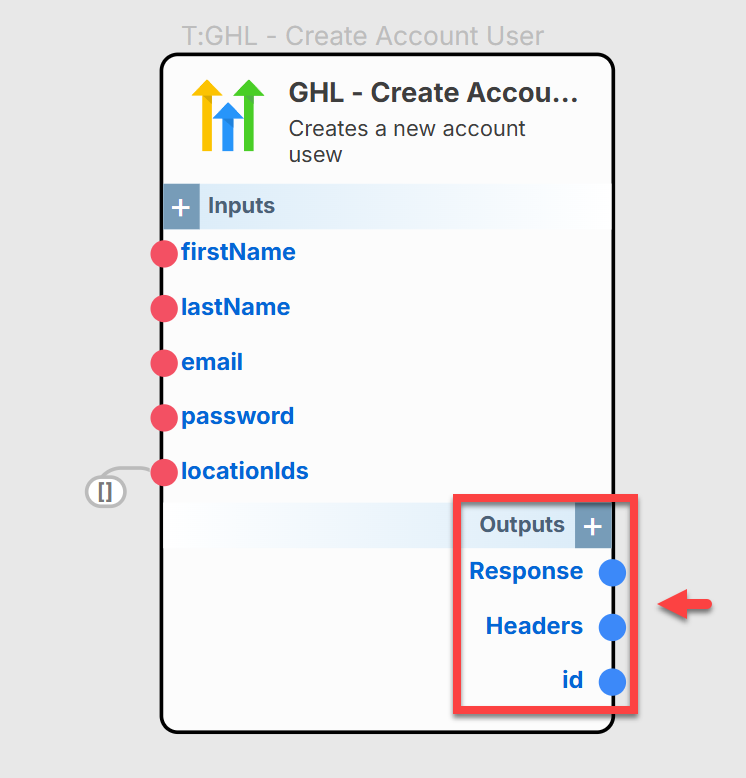 T:GHL - Create Account User
GHL - Create Accou...
Creates a new account
usew
+ Inputs
firstName
lastName
email
password
locationIds
[]
Outputs +
Response
Headers
id